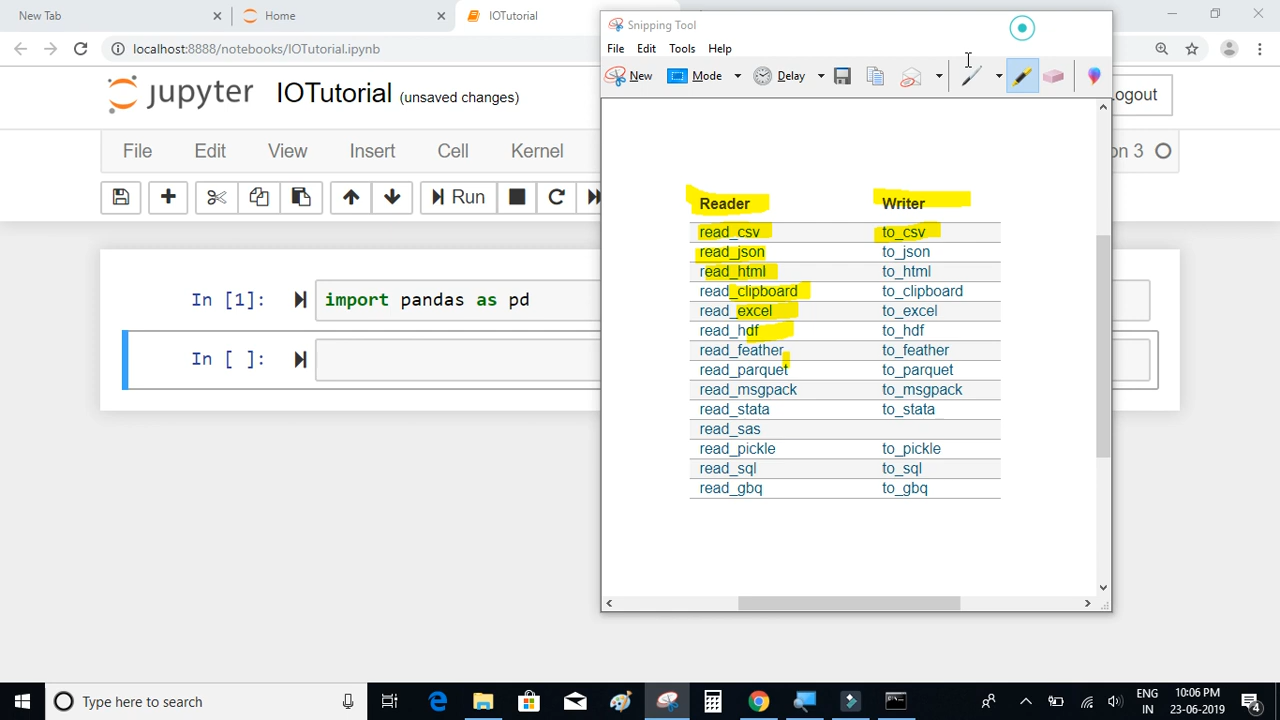 New Tab
Home
IOTutorial
localhost:8888/notebooks/IOTutorial.ipynb
jupyter IOTutorial (unsaved changes)
ogout
File Edit View Insert Cell Kernel
on 3
Run
In [1]: import pandas as pd
In [ ]:
Snipping Tool
File Edit Tools Help
New Mode Delay
Reader Writer
read_csv to_csv
read_json to_json
read_html to_html
read_clipboard to_clipboard
read_excel to_excel
read_hdf to_hdf
read_feather to_feather
read_parquet to_parquet
read_msgpack to_msgpack
read_stata to_stata
read_sas
read_pickle to_pickle
read_sql to_sql
read_gbq to_gbq
Type here to search
ENG 10:06 PM
IN 23-06-2019
4